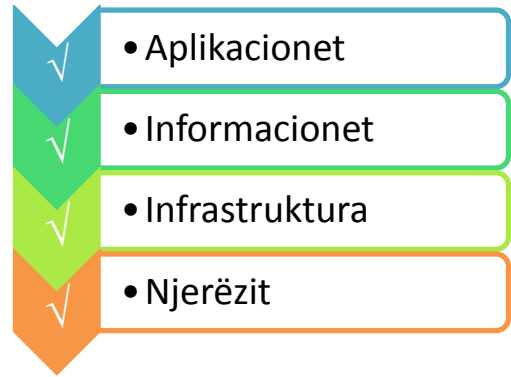 √ • Aplikacionet
√ • Informacionet
√ • Infrastruktura
√ • Njerëzit